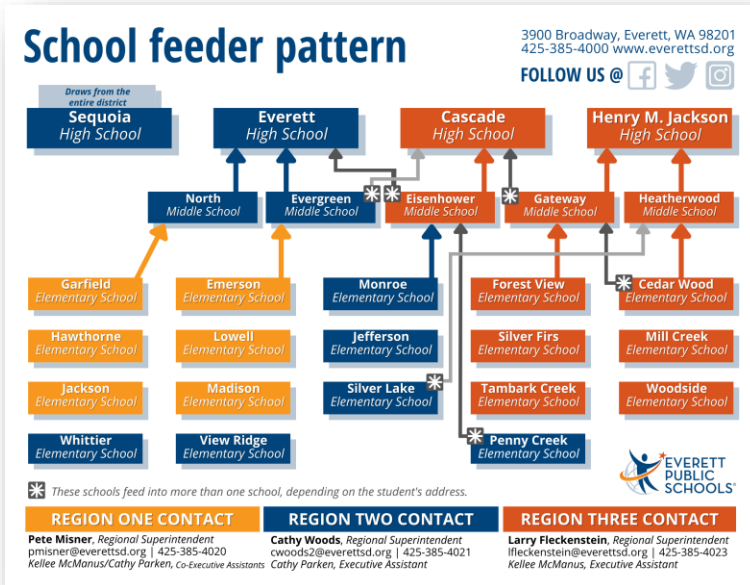 School feeder pattern
3900 Broadway, Everett, WA 98201
425-385-4000 www.everettsd.org
FOLLOW US @
Draws from the
entire district
Sequoia
High School
Everett
High School
Cascade
High School
Henry M. Jackson
High School
North
Middle School
Evergreen
Middle School
Eisenhower
Middle School
Gateway
Middle School
Heatherwood
Middle School
Garfield
Elementary School
Emerson
Elementary School
Monroe
Elementary School
Forest View
Elementary School
Cedar Wood
Elementary School
Hawthorne
Elementary School
Lowell
Elementary School
Jefferson
Elementary School
Silver Firs
Elementary School
Mill Creek
Elementary School
Jackson
Elementary School
Madison
Elementary School
Silver Lake
Elementary School
Tambark Creek
Elementary School
Woodside
Elementary School
Whittier
Elementary School
View Ridge
Elementary School
Penny Creek
Elementary School
EVERETT
PUBLIC
SCHOOLS
These schools feed into more than one school, depending on the student's address.
REGION ONE CONTACT
Pete Misner, Regional Superintendent
pmisner@everettsd.org | 425-385-4020
Kellee McManus/Cathy Parken, Co-Executive Assistants
REGION TWO CONTACT
Cathy Woods, Regional Superintendent
cwoods2@everettsd.org | 425-385-4021
Cathy Parken, Executive Assistant
REGION THREE CONTACT
Larry Fleckenstein, Regional Superintendent
lfleckenstein@everettsd.org | 425-385-4023
Kellee McManus, Executive Assistant